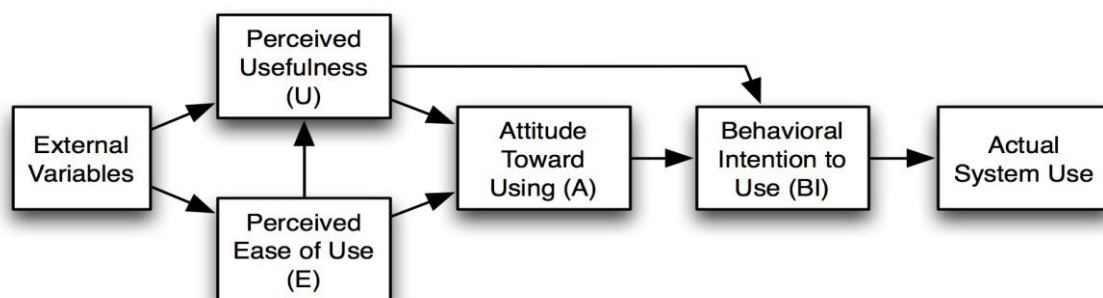 External
Variables
Perceived
Usefulness
(U)
Perceived
Ease of Use
(E)
Attitude
Toward
Using (A)
Behavioral
Intention to
Use (BI)
Actual
System Use